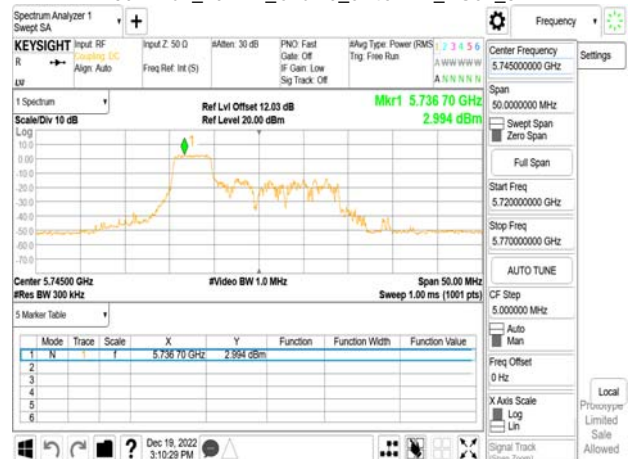 Spectrum Analyzer 1
Swept SA
+
Frequency
KEYSIGHT
Input: RF
Input Z: 50 Ω
#Atten: 30 dB
PNO: Fast
#Avg Type: Power (RMS
1 2 3 4 5 6
R
Coupling: DC
Gate: Off
Trig: Free Run
A W W W W W
Align: Auto
Freq Ref: Int (S)
IF Gain: Low
Sig Track: Off
A N N N N N
Center Frequency
5.745000000 GHz
Settings
Span
50.0000000 MHz
Swept Span
Zero Span
Full Span
Start Freq
5.720000000 GHz
Stop Freq
5.770000000 GHz
AUTO TUNE
CF Step
5.000000 MHz
Auto
Man
Freq Offset
0 Hz
X Axis Scale
Log
Lin
Signal Track
Local
Prototype
Limited
Sale
Allowed
1 Spectrum
Ref Lvl Offset 12.03 dB
Mkr1 5.736 70 GHz
Scale/Div 10 dB
Ref Level 20.00 dBm
2.994 dBm
Log
10.0
0.00
-10.0
-20.0
-30.0
-40.0
-50.0
-60.0
-70.0
1
Center 5.74500 GHz
#Video BW 1.0 MHz
Span 50.00 MHz
#Res BW 300 kHz
Sweep 1.00 ms (1001 pts)
5 Marker Table
Mode Trace Scale X Y Function Function Width Function Value
1 N 1 f 5.736 70 GHz 2.994 dBm
2
3
4
5
6
?
Dec 19, 2022
3:10:29 PM